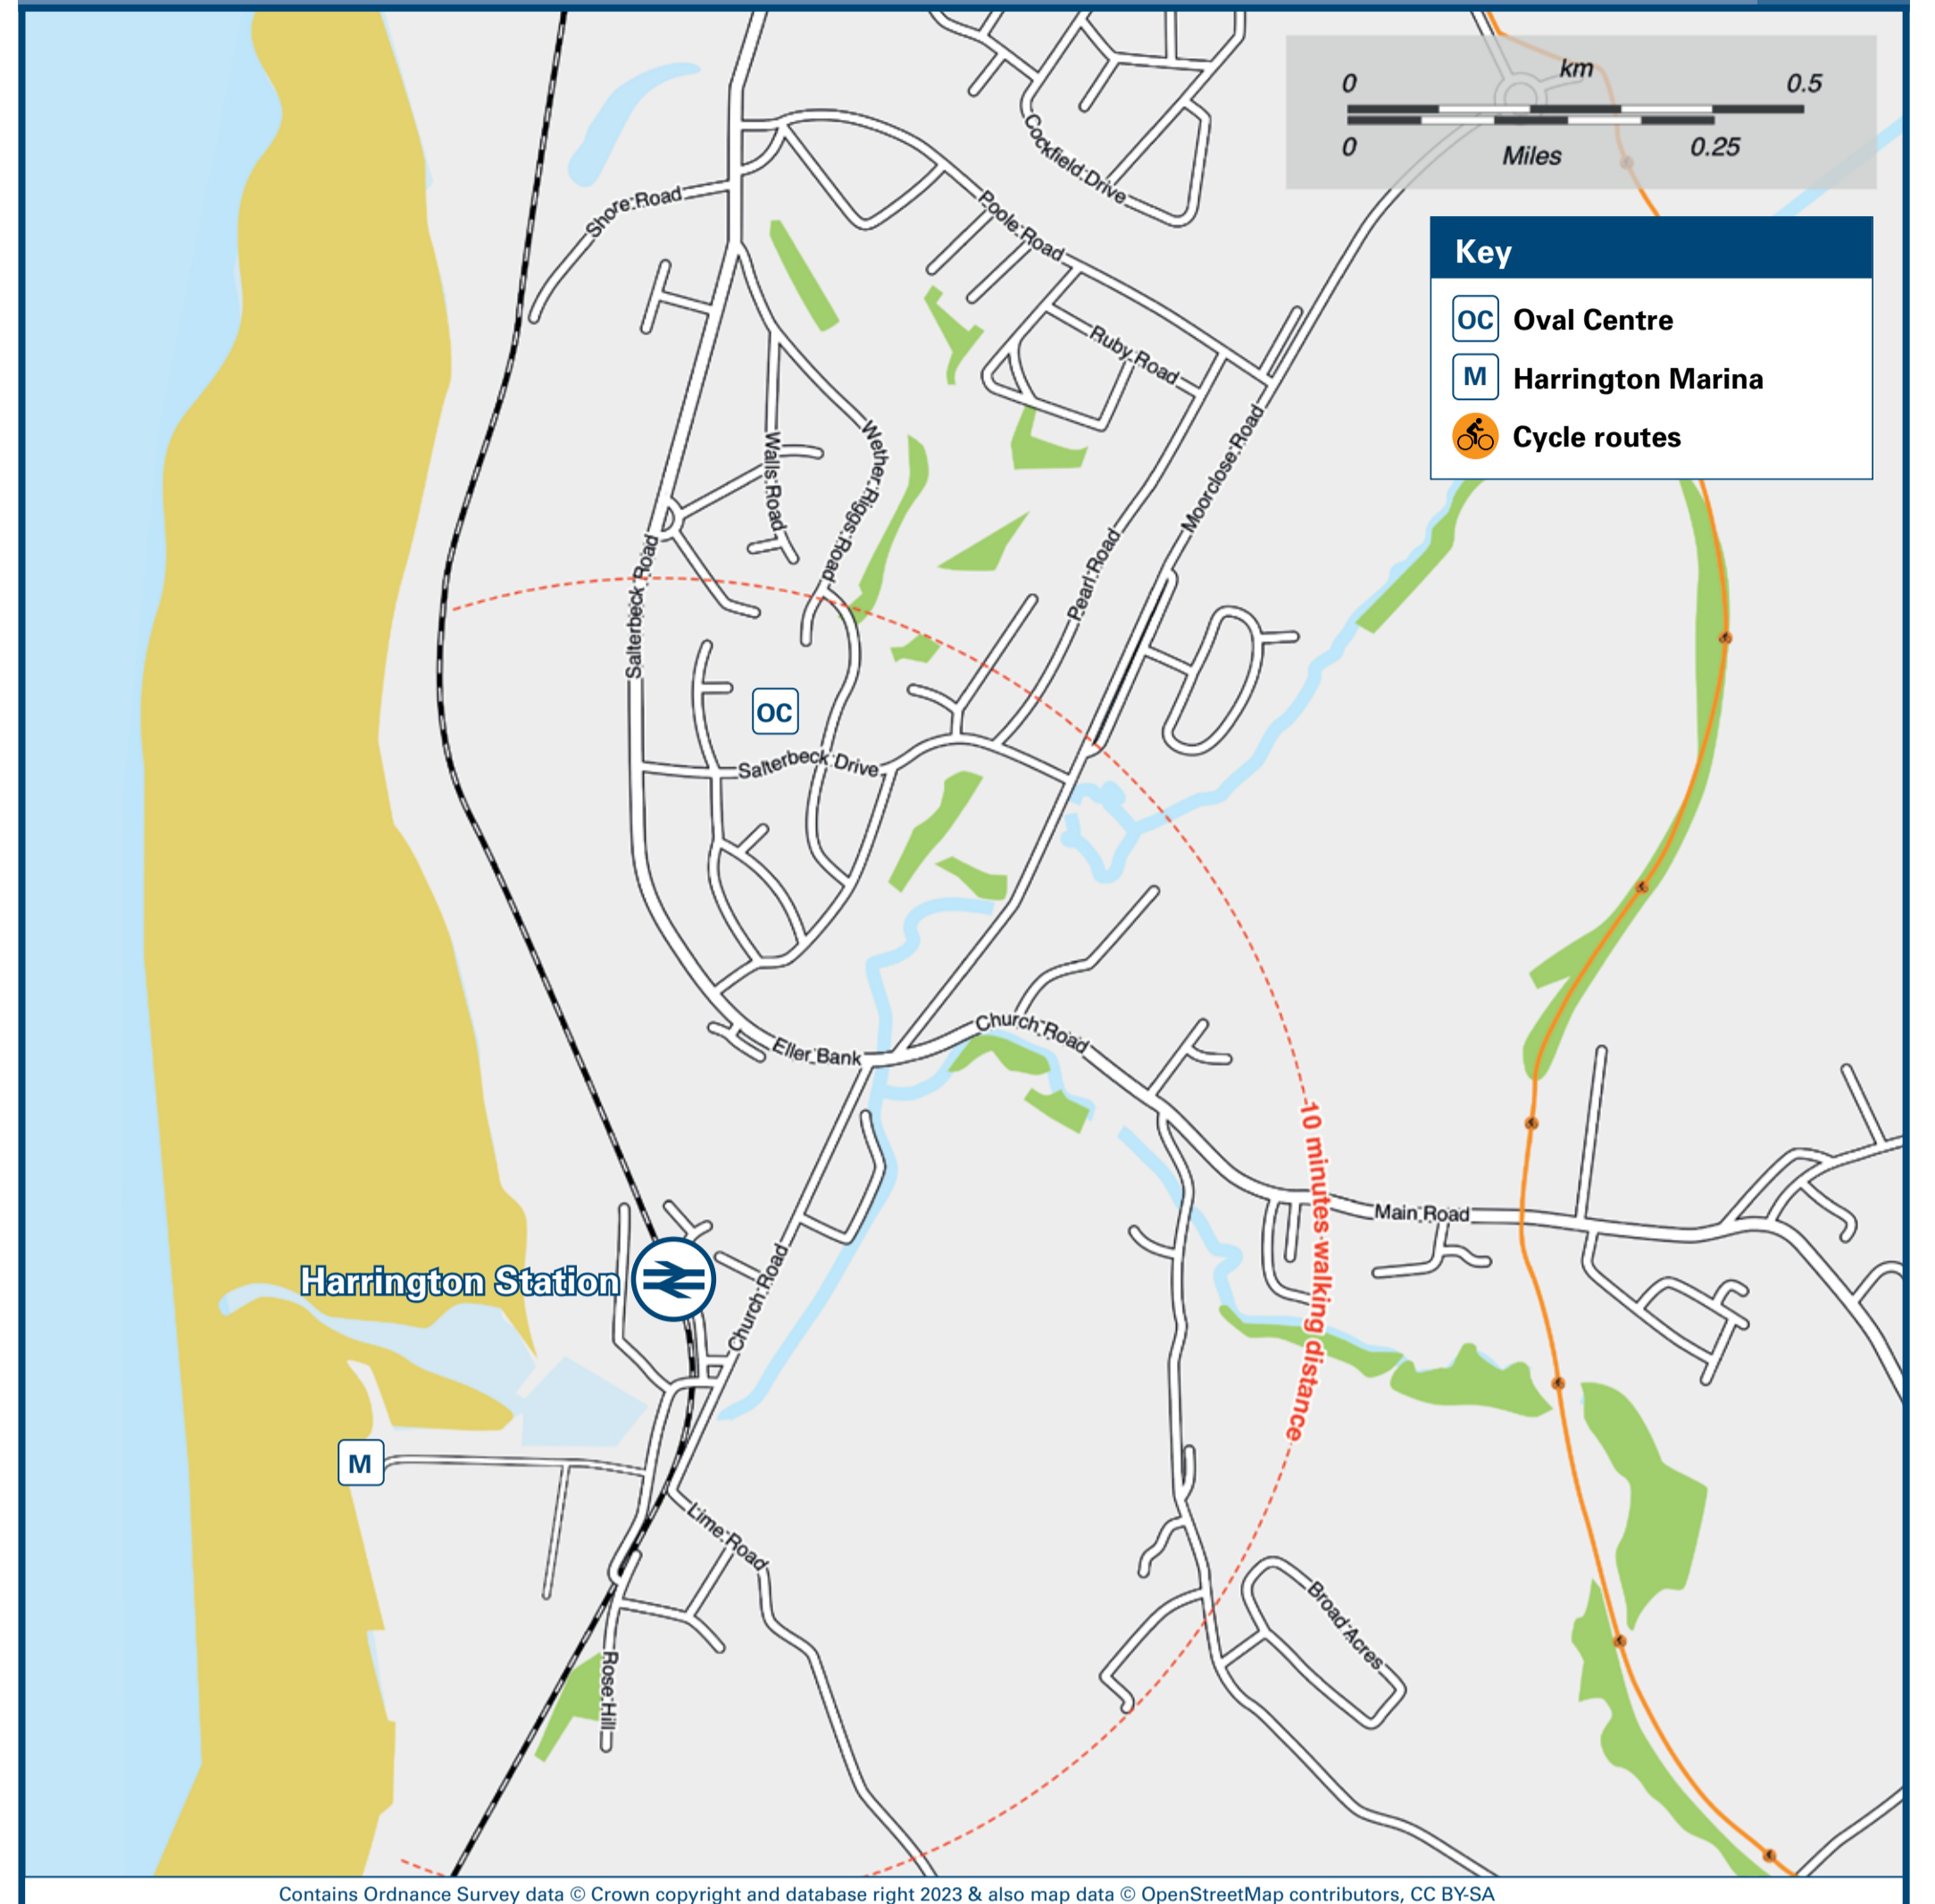 km
0 0.5
0 Miles 0.25
Key
OC Oval Centre
M Harrington Marina
Cycle routes
Cockfield Drive
Shore Road
Poole Road
Ruby Road
Moorclose Road
Walls Road
Wether Riggs Road
Pearl Road
Salterbeck Road
OC
Salterbeck Drive
Church Road
Eller Bank
10 minutes walking distance
Main Road
Harrington Station
Church Road
M
Lime Road
Broad Acres
Rose Hill
Contains Ordnance Survey data © Crown copyright and database right 2023 & also map data © OpenStreetMap contributors, CC BY-SA